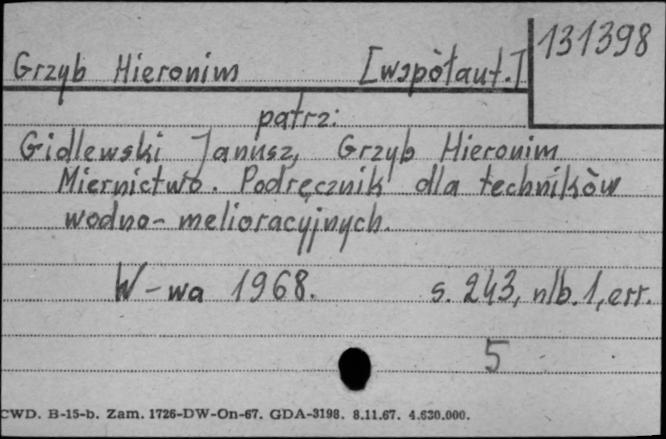 131398
Grzyb Hieronim [współaut.]
patrz:
Gidlewski Janusz, Grzyb Hieronim
Miernictwo. Podręcznik dla techników
wodno-melioracyjnych.
W-wa 1968. s. 243, nlb. 1, err.
5
CWD. B-15-b. Zam. 1726-DW-On-67. GDA-3198. 8.11.67. 4.630.000.